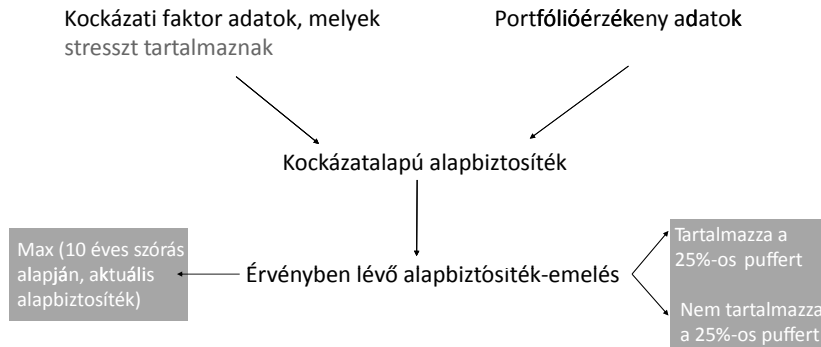 Kockázati faktor adatok, melyek
stresszt tartalmaznak
Portfólióérzékeny adatok
Kockázatalapú alapbiztosíték
Max (10 éves szórás
alapján, aktuális
alapbiztosíték)
Érvényben lévő alapbiztosíték-emelés
Tartalmazza a
25%-os puffert
Nem tartalmazza
a 25%-os puffert